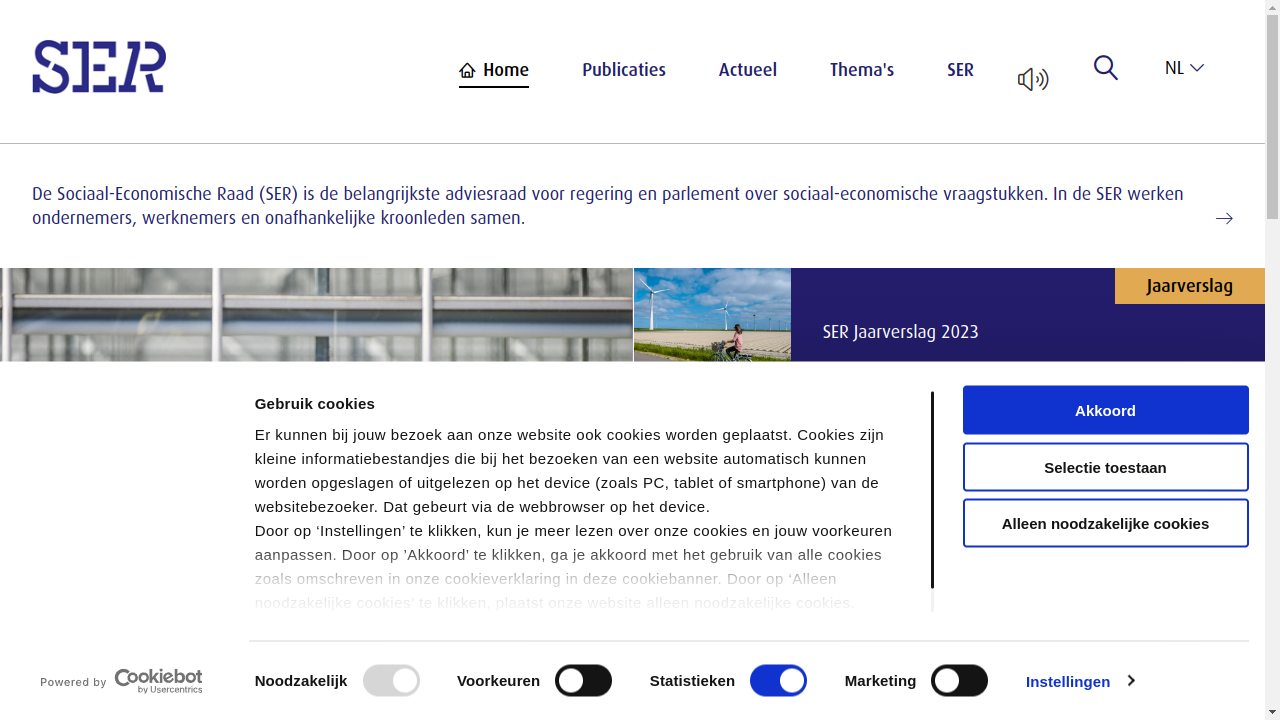 SER
Home
Publicaties
Actueel
Thema's
SER
NL
De Sociaal-Economische Raad (SER) is de belangrijkste adviesraad voor regering en parlement over sociaal-economische vraagstukken. In de SER werken
ondernemers, werknemers en onafhankelijke kroonleden samen.
Jaarverslag
SER Jaarverslag 2023
Gebruik cookies
Er kunnen bij jouw bezoek aan onze website ook cookies worden geplaatst. Cookies zijn
kleine informatiebestandjes die bij het bezoeken van een website automatisch kunnen
worden opgeslagen of uitgelezen op het device (zoals PC, tablet of smartphone) van de
websitebezoeker. Dat gebeurt via de webbrowser op het device.
Door op ‘Instellingen’ te klikken, kun je meer lezen over onze cookies en jouw voorkeuren
aanpassen. Door op ’Akkoord’ te klikken, ga je akkoord met het gebruik van alle cookies
zoals omschreven in onze cookieverklaring in deze cookiebanner. Door op ‘Alleen
noodzakelijke cookies’ te klikken, plaatst onze website alleen noodzakelijke cookies.
Akkoord
Selectie toestaan
Alleen noodzakelijke cookies
Powered by Cookiebot
by Usercentrics
Noodzakelijk
Voorkeuren
Statistieken
Marketing
Instellingen